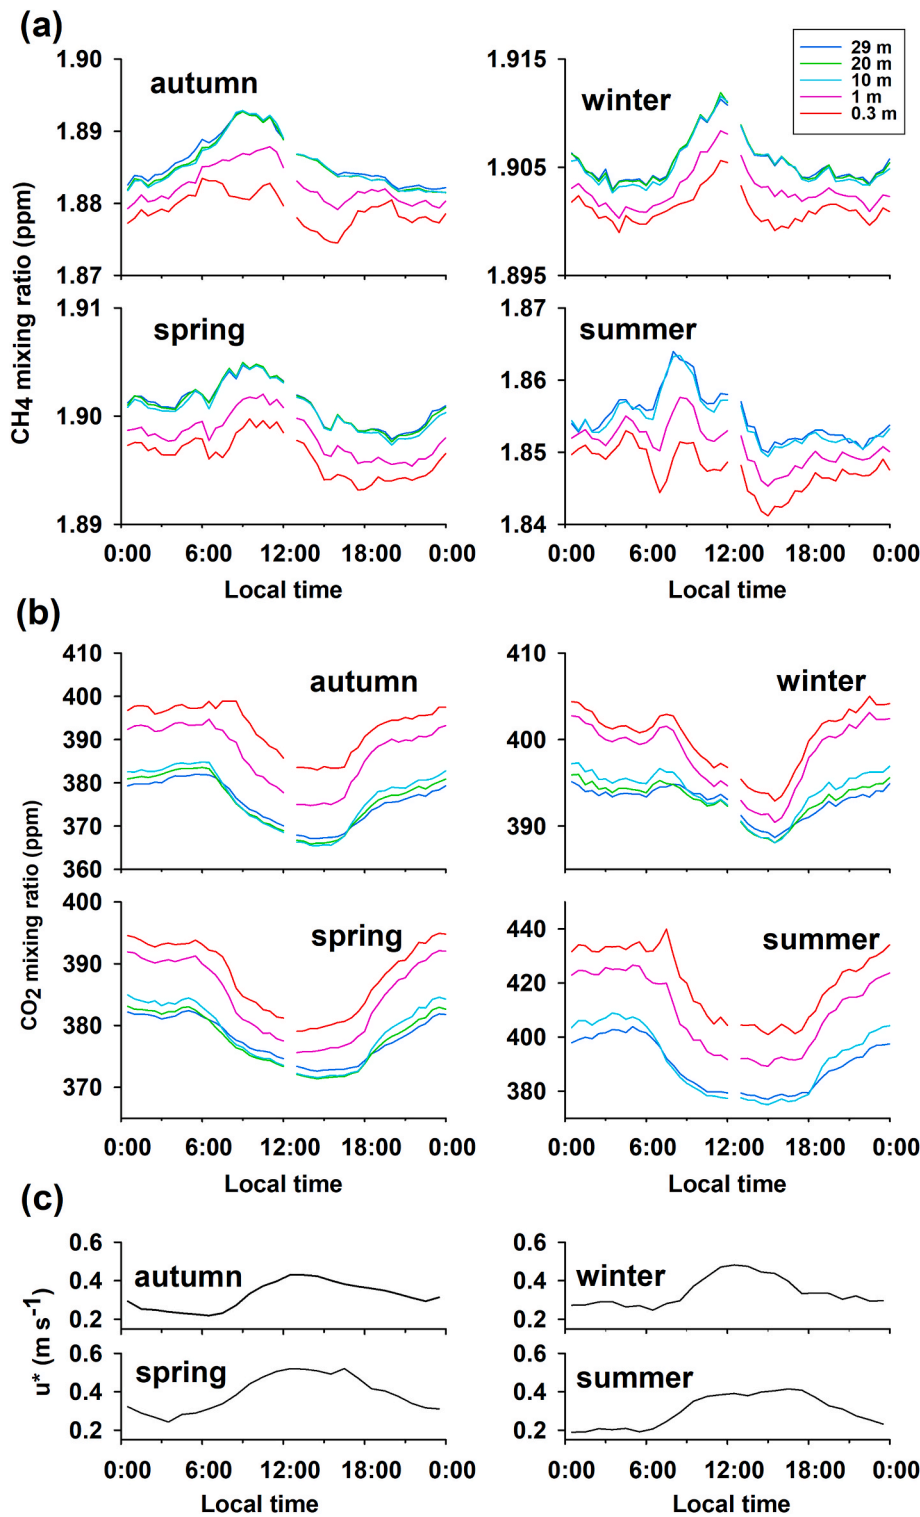 (a)
1.90
1.89
1.88
1.87
autumn
1.915
1.905
1.895
winter
29 m
20 m
10 m
1 m
0.3 m
CH4 mixing ratio (ppm)
1.91
1.90
1.89
spring
1.87
1.86
1.85
1.84
summer
0:00 6:00 12:00 18:00 0:00
Local time
0:00 6:00 12:00 18:00 0:00
Local time
(b)
410
400
390
380
370
360
autumn
410
400
390
winter
CO2 mixing ratio (ppm)
400
390
380
370
spring
440
420
400
380
summer
0:00 6:00 12:00 18:00 0:00
Local time
0:00 6:00 12:00 18:00 0:00
Local time
(c)
0.6
0.4
0.2
autumn
0.6
0.4
0.2
winter
u* (m s-1)
0.6
0.4
0.2
spring
0.6
0.4
0.2
summer
0:00 6:00 12:00 18:00 0:00
Local time
0:00 6:00 12:00 18:00 0:00
Local time